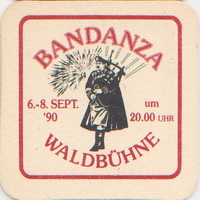 BANDANZA
6.-8. SEPT. um
'90 20.00 UHR
WALDBÜHNE